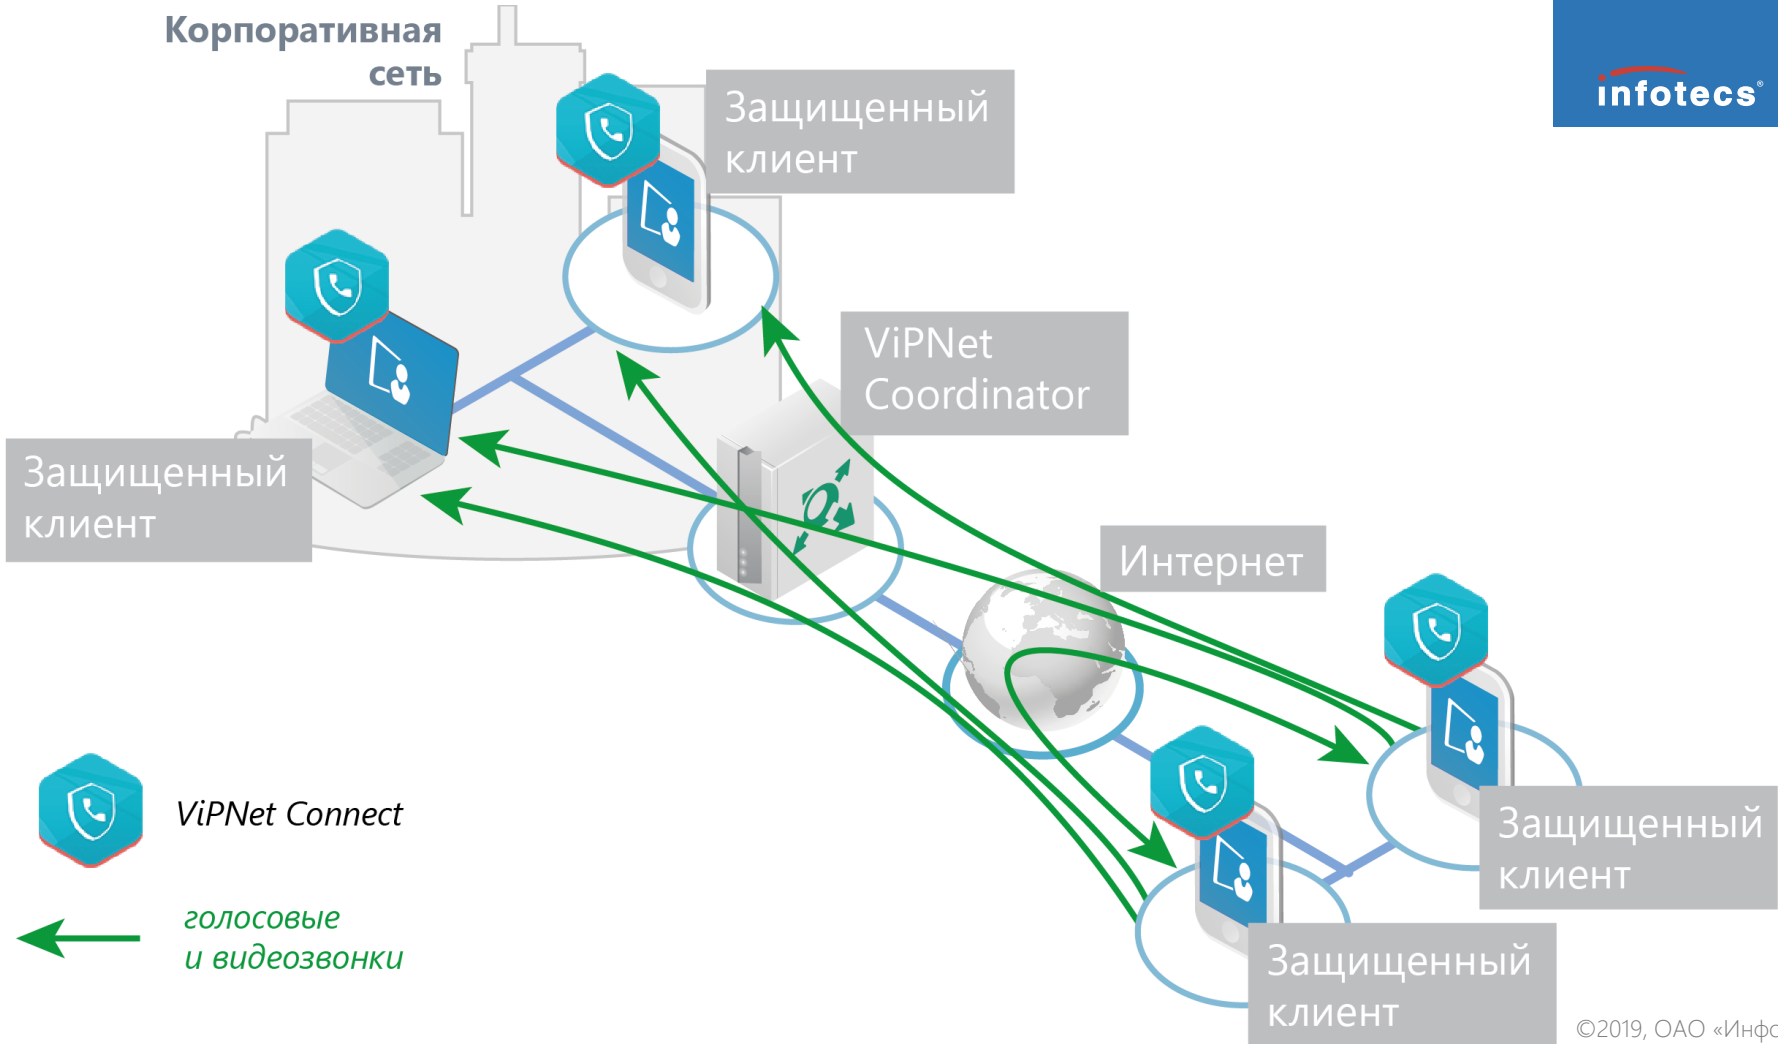 Корпоративная
сеть
infotecs®
Защищенный
клиент
ViPNet
Coordinator
Защищенный
клиент
Интернет
ViPNet Connect
Защищенный
клиент
голосовые
и видеозвонки
Защищенный
клиент
©2019, ОАО